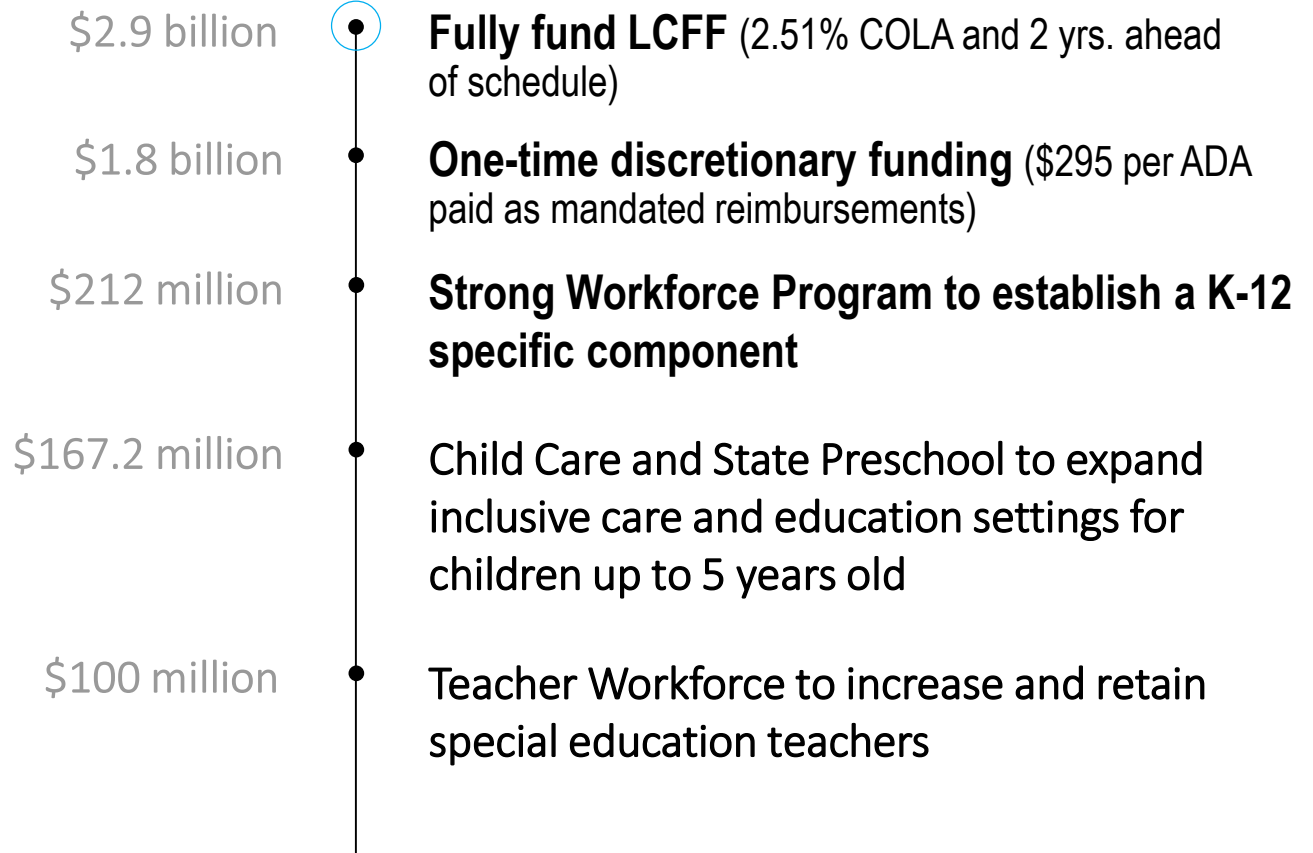 $2.9 billion Fully fund LCFF (2.51% COLA and 2 yrs. ahead
of schedule)
$1.8 billion One-time discretionary funding ($295 per ADA
paid as mandated reimbursements)
$212 million Strong Workforce Program to establish a K-12
specific component
$167.2 million Child Care and State Preschool to expand
inclusive care and education settings for
children up to 5 years old
$100 million Teacher Workforce to increase and retain
special education teachers